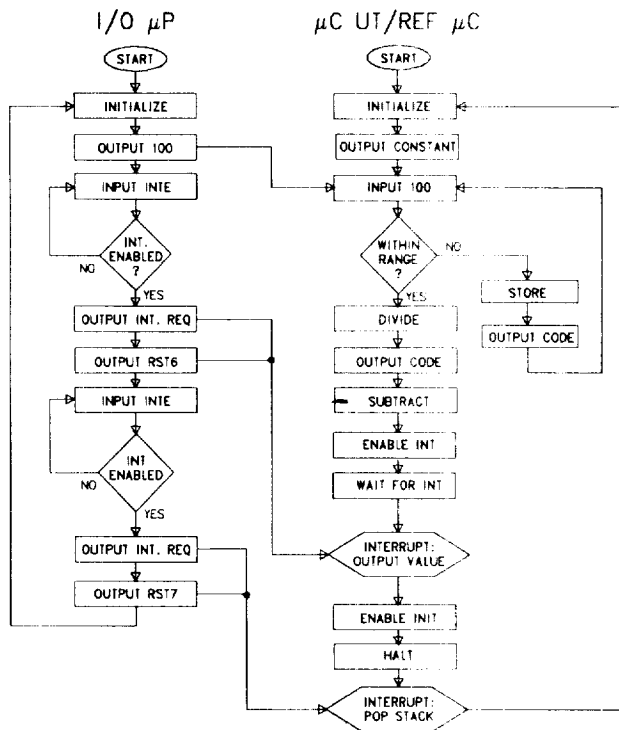 I/O μP
START
INITIALIZE
OUTPUT 100
INPUT INTE
INT.
ENABLED
?
NO
YES
OUTPUT INT. REQ
OUTPUT RST6
INPUT INTE
INT
ENABLED
NO
YES
OUTPUT INT. REQ
OUTPUT RST7
μC UT/REF μC
START
INITIALIZE
OUTPUT CONSTANT
INPUT 100
WITHIN
RANGE
?
NO
YES
STORE
OUTPUT CODE
DIVIDE
OUTPUT CODE
SUBTRACT
ENABLE INT
WAIT FOR INT
INTERRUPT:
OUTPUT VALUE
ENABLE INIT
HALT
INTERRUPT:
POP STACK